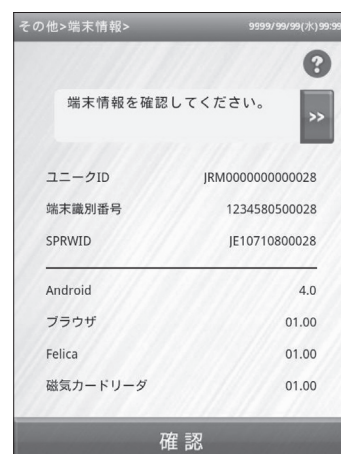 その他>端末情報> 9999/99/99(水)99:99
?
端末情報を確認してください。
>>
ユニークID JRM0000000000028
端末識別番号 1234580500028
SPRWID JE10710800028
Android 4.0
ブラウザ 01.00
Felica 01.00
磁気カードリーダ 01.00
確認